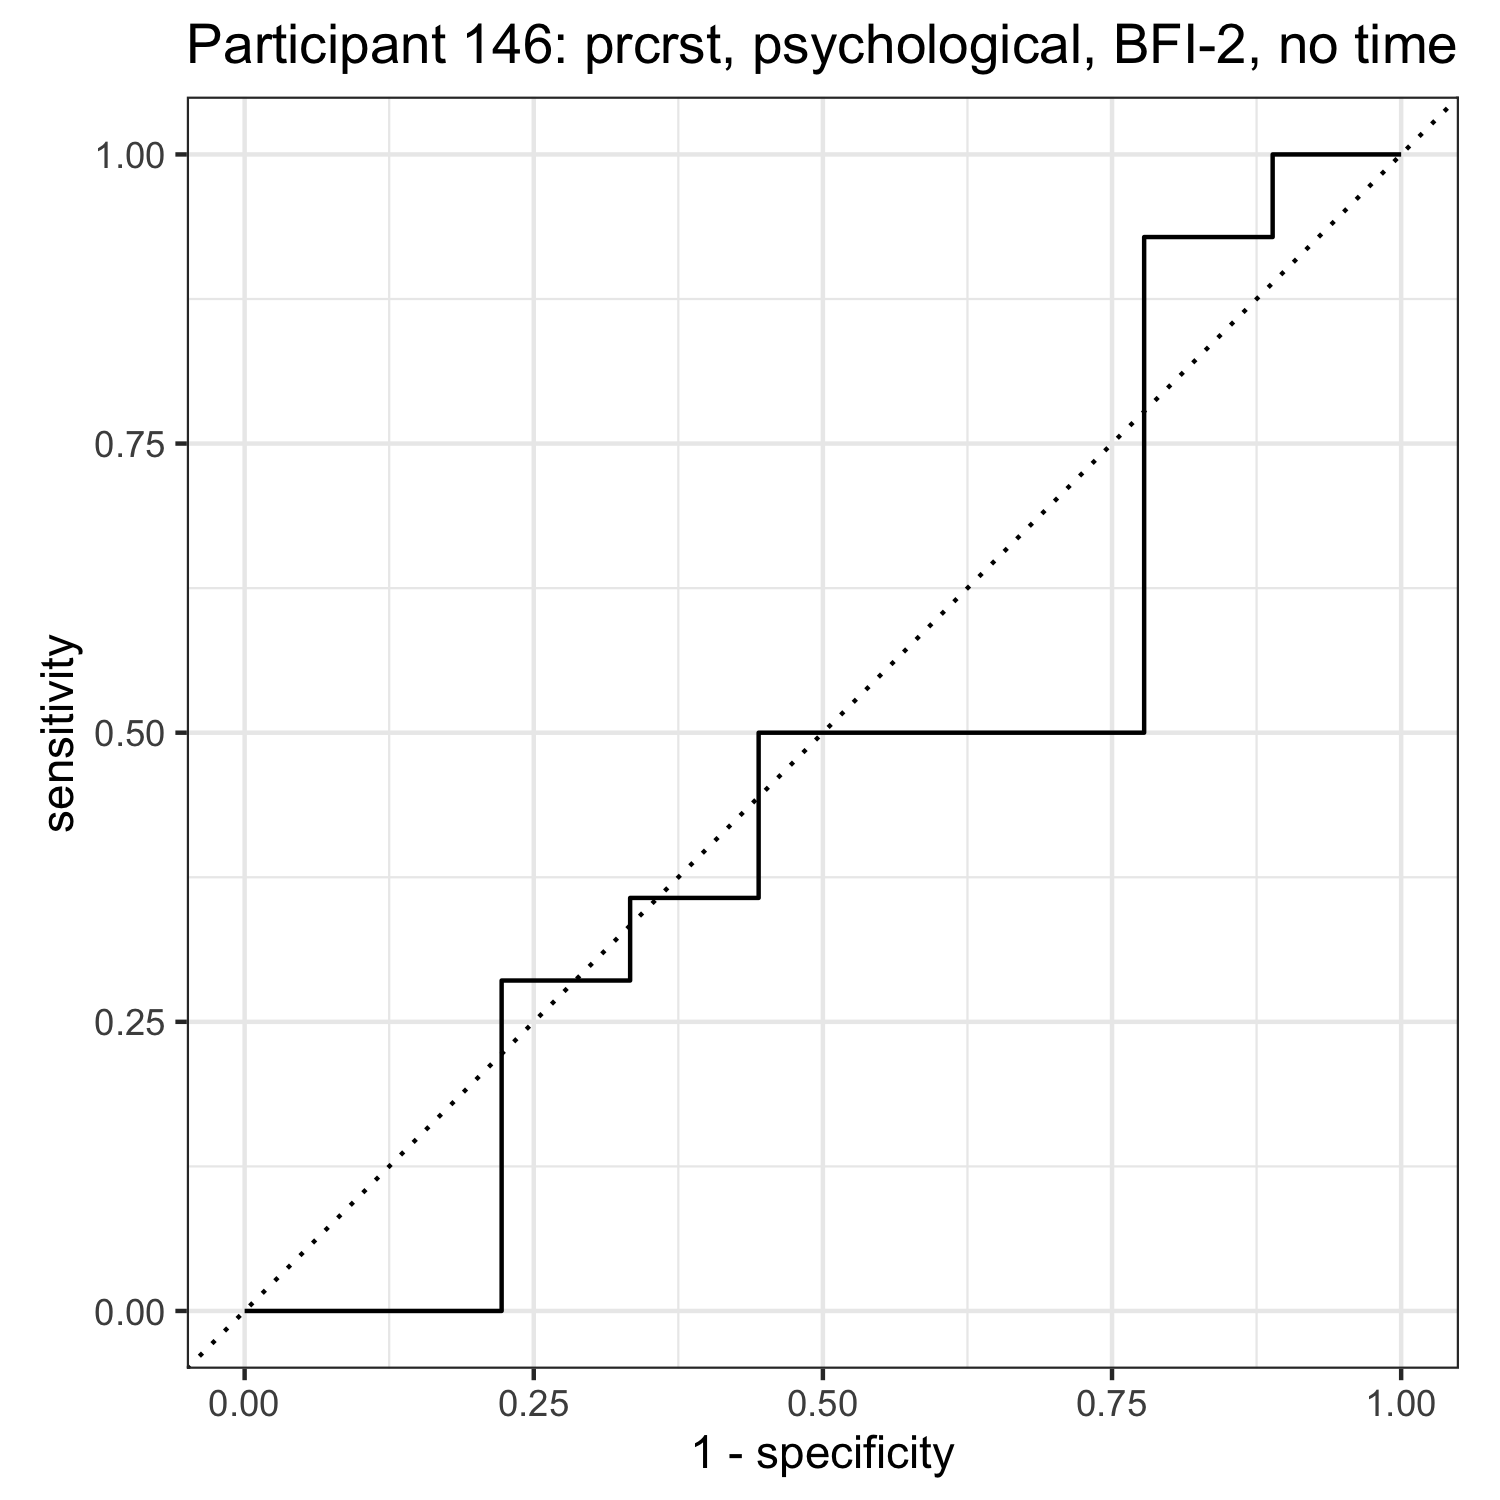 Participant 146: prcrst, psychological, BFI-2, no time
1.00
0.75
0.50
0.25
0.00
sensitivity
0.00 0.25 0.50 0.75 1.00
1 - specificity